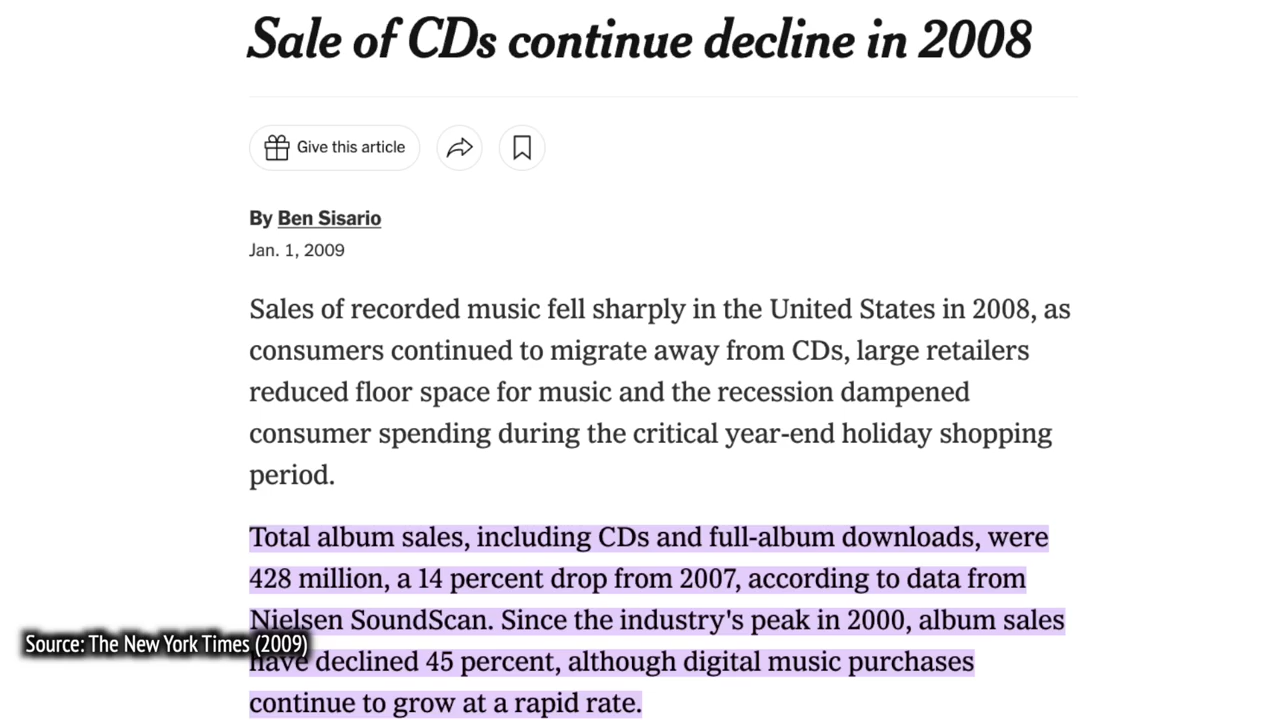 Sale of CDs continue decline in 2008
Give this article
By Ben Sisario
Jan. 1, 2009
Sales of recorded music fell sharply in the United States in 2008, as
consumers continued to migrate away from CDs, large retailers
reduced floor space for music and the recession dampened
consumer spending during the critical year-end holiday shopping
period.
Total album sales, including CDs and full-album downloads, were
428 million, a 14 percent drop from 2007, according to data from
Nielsen SoundScan. Since the industry's peak in 2000, album sales
have declined 45 percent, although digital music purchases
continue to grow at a rapid rate.
Source: The New York Times (2009)